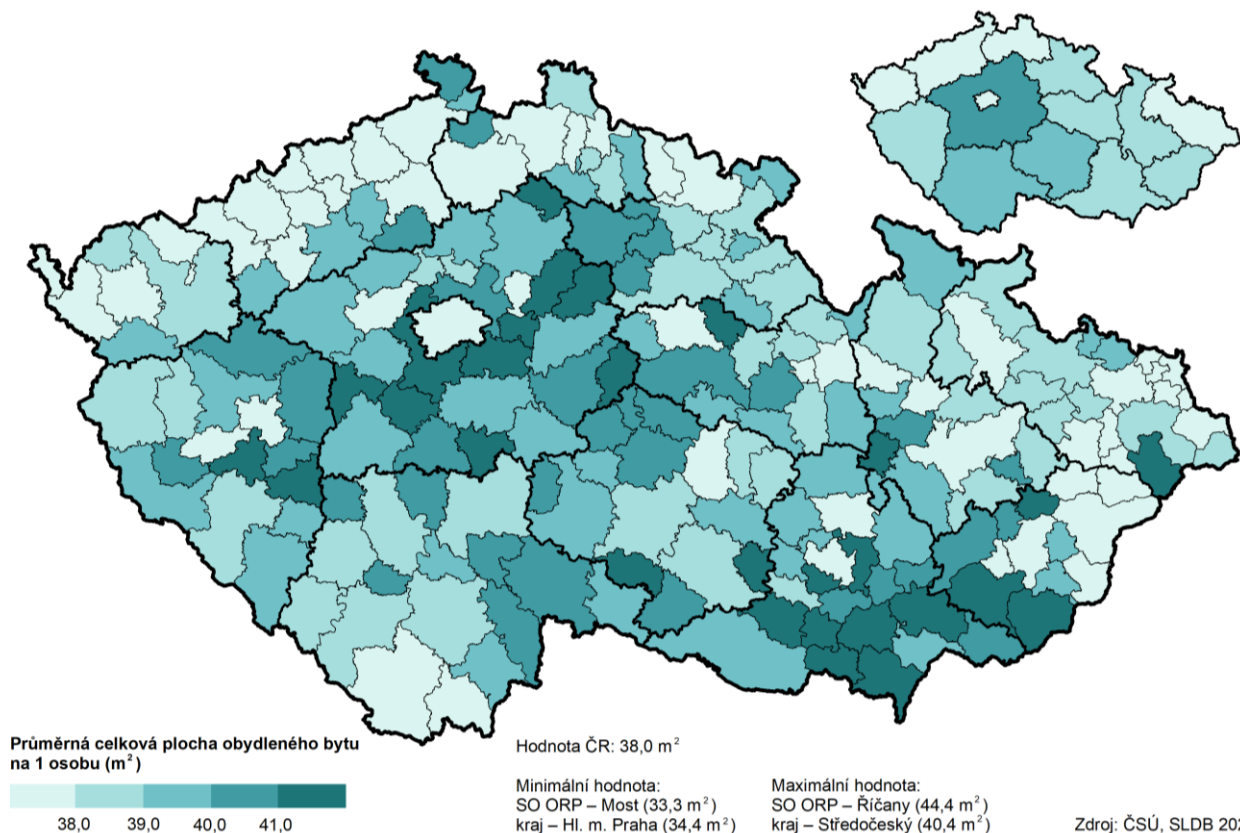 Průměrná celková plocha obydleného bytu
na 1 osobu (m²)
38,0 39,0 40,0 41,0
Hodnota ČR: 38,0 m²
Minimální hodnota:
SO ORP – Most (33,3 m²)
kraj – Hl. m. Praha (34,4 m²)
Maximální hodnota:
SO ORP – Říčany (44,4 m²)
kraj – Středočeský (40,4 m²)
Zdroj: ČSÚ, SLDB